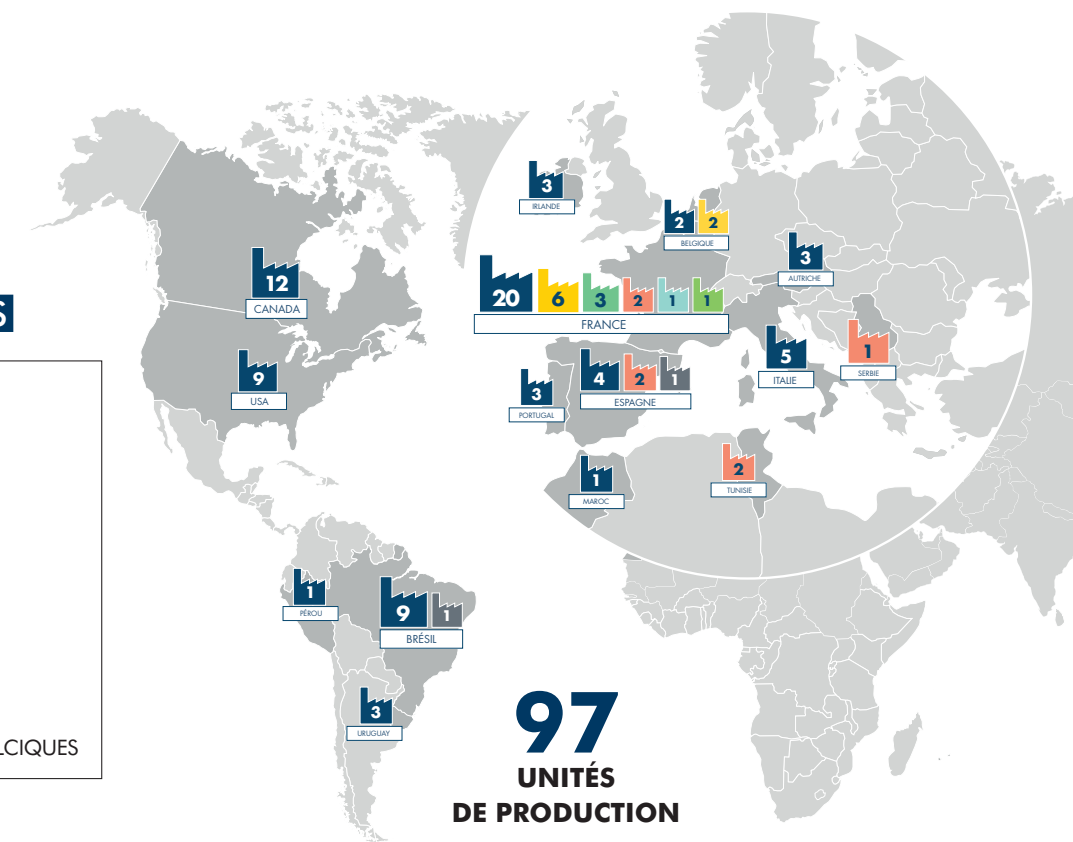 S
LCIQUES
12
CANADA
9
USA
1
PÉROU
9
1
BRÉSIL
3
URUGUAY
3
IRLANDE
2
2
BELGIQUE
3
AUTRICHE
20
6
3
2
1
1
FRANCE
5
ITALIE
1
SERBIE
3
PORTUGAL
4
2
1
ESPAGNE
1
MAROC
2
TUNISIE
97
UNITÉS
DE PRODUCTION